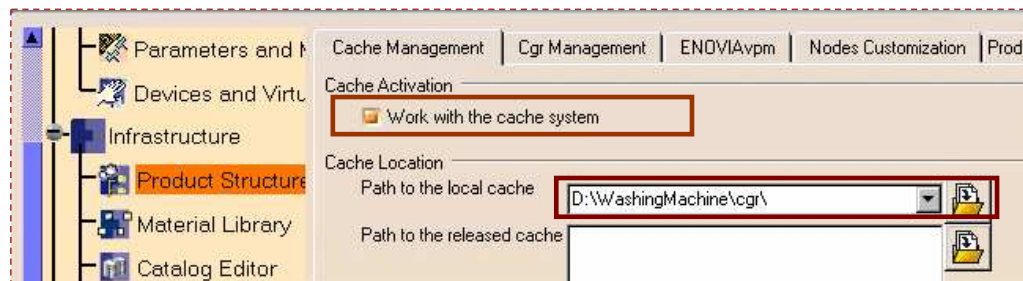 Parameters and
Devices and Virtu
Infrastructure
Product Structure
Material Library
Catalog Editor
Cache Management
Cgr Management
ENOVIAvpm
Nodes Customization
Prod
Cache Activation
Work with the cache system
Cache Location
Path to the local cache
D:\WashingMachine\cgr\
Path to the released cache